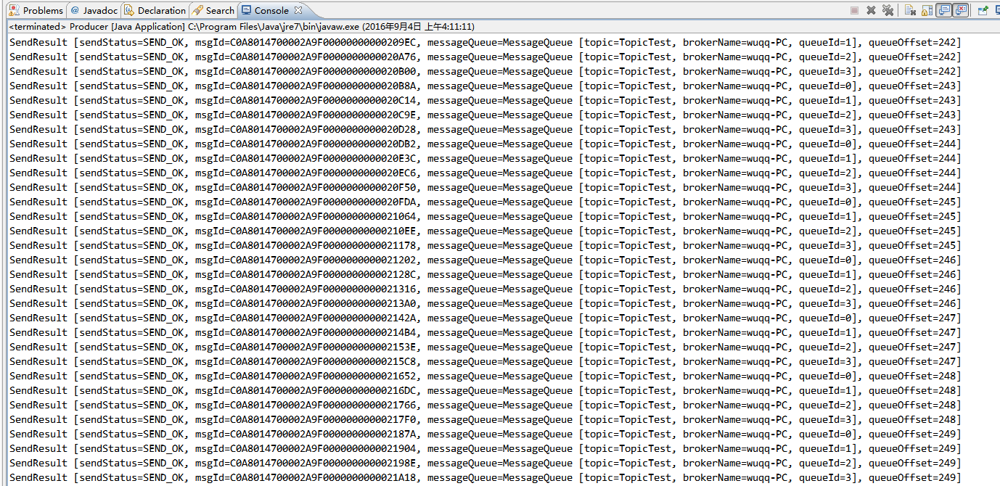 Problems @ Javadoc Declaration Search Console
<terminated> Producer [Java Application] C:\Program Files\Java\jre7\bin\javaw.exe (2016年9月4日 上午4:11:11)
SendResult [sendStatus=SEND_OK, msgId=C0A8014700002A9F00000000000209EC, messageQueue=MessageQueue [topic=TopicTest, brokerName=wuqq-PC, queueId=1], queueOffset=242]
SendResult [sendStatus=SEND_OK, msgId=C0A8014700002A9F0000000000020A76, messageQueue=MessageQueue [topic=TopicTest, brokerName=wuqq-PC, queueId=2], queueOffset=242]
SendResult [sendStatus=SEND_OK, msgId=C0A8014700002A9F0000000000020B00, messageQueue=MessageQueue [topic=TopicTest, brokerName=wuqq-PC, queueId=3], queueOffset=242]
SendResult [sendStatus=SEND_OK, msgId=C0A8014700002A9F0000000000020B8A, messageQueue=MessageQueue [topic=TopicTest, brokerName=wuqq-PC, queueId=0], queueOffset=243]
SendResult [sendStatus=SEND_OK, msgId=C0A8014700002A9F0000000000020C14, messageQueue=MessageQueue [topic=TopicTest, brokerName=wuqq-PC, queueId=1], queueOffset=243]
SendResult [sendStatus=SEND_OK, msgId=C0A8014700002A9F0000000000020C9E, messageQueue=MessageQueue [topic=TopicTest, brokerName=wuqq-PC, queueId=2], queueOffset=243]
SendResult [sendStatus=SEND_OK, msgId=C0A8014700002A9F0000000000020D28, messageQueue=MessageQueue [topic=TopicTest, brokerName=wuqq-PC, queueId=3], queueOffset=243]
SendResult [sendStatus=SEND_OK, msgId=C0A8014700002A9F0000000000020DB2, messageQueue=MessageQueue [topic=TopicTest, brokerName=wuqq-PC, queueId=0], queueOffset=244]
SendResult [sendStatus=SEND_OK, msgId=C0A8014700002A9F0000000000020E3C, messageQueue=MessageQueue [topic=TopicTest, brokerName=wuqq-PC, queueId=1], queueOffset=244]
SendResult [sendStatus=SEND_OK, msgId=C0A8014700002A9F0000000000020EC6, messageQueue=MessageQueue [topic=TopicTest, brokerName=wuqq-PC, queueId=2], queueOffset=244]
SendResult [sendStatus=SEND_OK, msgId=C0A8014700002A9F0000000000020F50, messageQueue=MessageQueue [topic=TopicTest, brokerName=wuqq-PC, queueId=3], queueOffset=244]
SendResult [sendStatus=SEND_OK, msgId=C0A8014700002A9F0000000000020FDA, messageQueue=MessageQueue [topic=TopicTest, brokerName=wuqq-PC, queueId=0], queueOffset=245]
SendResult [sendStatus=SEND_OK, msgId=C0A8014700002A9F0000000000021064, messageQueue=MessageQueue [topic=TopicTest, brokerName=wuqq-PC, queueId=1], queueOffset=245]
SendResult [sendStatus=SEND_OK, msgId=C0A8014700002A9F00000000000210EE, messageQueue=MessageQueue [topic=TopicTest, brokerName=wuqq-PC, queueId=2], queueOffset=245]
SendResult [sendStatus=SEND_OK, msgId=C0A8014700002A9F0000000000021178, messageQueue=MessageQueue [topic=TopicTest, brokerName=wuqq-PC, queueId=3], queueOffset=245]
SendResult [sendStatus=SEND_OK, msgId=C0A8014700002A9F0000000000021202, messageQueue=MessageQueue [topic=TopicTest, brokerName=wuqq-PC, queueId=0], queueOffset=246]
SendResult [sendStatus=SEND_OK, msgId=C0A8014700002A9F000000000002128C, messageQueue=MessageQueue [topic=TopicTest, brokerName=wuqq-PC, queueId=1], queueOffset=246]
SendResult [sendStatus=SEND_OK, msgId=C0A8014700002A9F0000000000021316, messageQueue=MessageQueue [topic=TopicTest, brokerName=wuqq-PC, queueId=2], queueOffset=246]
SendResult [sendStatus=SEND_OK, msgId=C0A8014700002A9F00000000000213A0, messageQueue=MessageQueue [topic=TopicTest, brokerName=wuqq-PC, queueId=3], queueOffset=246]
SendResult [sendStatus=SEND_OK, msgId=C0A8014700002A9F000000000002142A, messageQueue=MessageQueue [topic=TopicTest, brokerName=wuqq-PC, queueId=0], queueOffset=247]
SendResult [sendStatus=SEND_OK, msgId=C0A8014700002A9F00000000000214B4, messageQueue=MessageQueue [topic=TopicTest, brokerName=wuqq-PC, queueId=1], queueOffset=247]
SendResult [sendStatus=SEND_OK, msgId=C0A8014700002A9F000000000002153E, messageQueue=MessageQueue [topic=TopicTest, brokerName=wuqq-PC, queueId=2], queueOffset=247]
SendResult [sendStatus=SEND_OK, msgId=C0A8014700002A9F00000000000215C8, messageQueue=MessageQueue [topic=TopicTest, brokerName=wuqq-PC, queueId=3], queueOffset=247]
SendResult [sendStatus=SEND_OK, msgId=C0A8014700002A9F0000000000021652, messageQueue=MessageQueue [topic=TopicTest, brokerName=wuqq-PC, queueId=0], queueOffset=248]
SendResult [sendStatus=SEND_OK, msgId=C0A8014700002A9F00000000000216DC, messageQueue=MessageQueue [topic=TopicTest, brokerName=wuqq-PC, queueId=1], queueOffset=248]
SendResult [sendStatus=SEND_OK, msgId=C0A8014700002A9F0000000000021766, messageQueue=MessageQueue [topic=TopicTest, brokerName=wuqq-PC, queueId=2], queueOffset=248]
SendResult [sendStatus=SEND_OK, msgId=C0A8014700002A9F00000000000217F0, messageQueue=MessageQueue [topic=TopicTest, brokerName=wuqq-PC, queueId=3], queueOffset=248]
SendResult [sendStatus=SEND_OK, msgId=C0A8014700002A9F000000000002187A, messageQueue=MessageQueue [topic=TopicTest, brokerName=wuqq-PC, queueId=0], queueOffset=249]
SendResult [sendStatus=SEND_OK, msgId=C0A8014700002A9F0000000000021904, messageQueue=MessageQueue [topic=TopicTest, brokerName=wuqq-PC, queueId=1], queueOffset=249]
SendResult [sendStatus=SEND_OK, msgId=C0A8014700002A9F000000000002198E, messageQueue=MessageQueue [topic=TopicTest, brokerName=wuqq-PC, queueId=2], queueOffset=249]
SendResult [sendStatus=SEND_OK, msgId=C0A8014700002A9F0000000000021A18, messageQueue=MessageQueue [topic=TopicTest, brokerName=wuqq-PC, queueId=3], queueOffset=249]